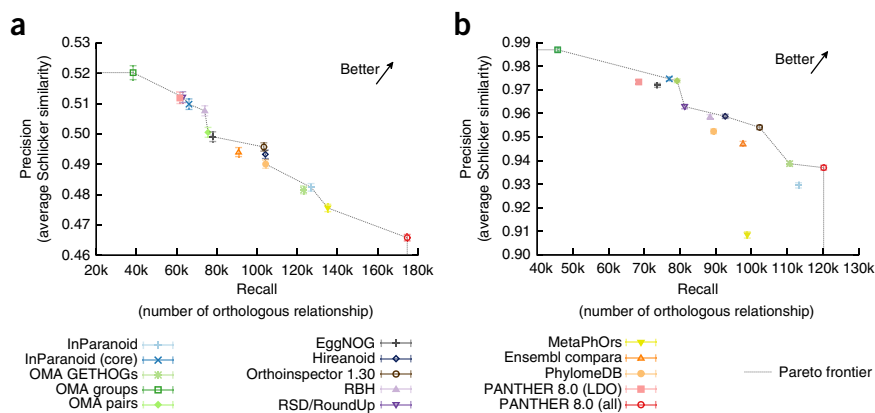 a
0.53
0.52
0.51
0.50
0.49
0.48
0.47
0.46
Precision
(average Schlicker similarity)
Better
20k 40k 60k 80k 100k 120k 140k 160k 180k
Recall
(number of orthologous relationship)
b
0.99
0.98
0.97
0.96
0.95
0.94
0.93
0.92
0.91
0.90
Precision
(average Schlicker similarity)
Better
40k 50k 60k 70k 80k 90k 100k 110k 120k 130k
Recall
(number of orthologous relationship)
InParanoid
InParanoid (core)
OMA GETHOGs
OMA groups
OMA pairs
EggNOG
Hireanoid
Orthoinspector 1.30
RBH
RSD/RoundUp
MetaPhOrs
Ensembl compara
PhylomeDB
PANTHER 8.0 (LDO)
PANTHER 8.0 (all)
Pareto frontier